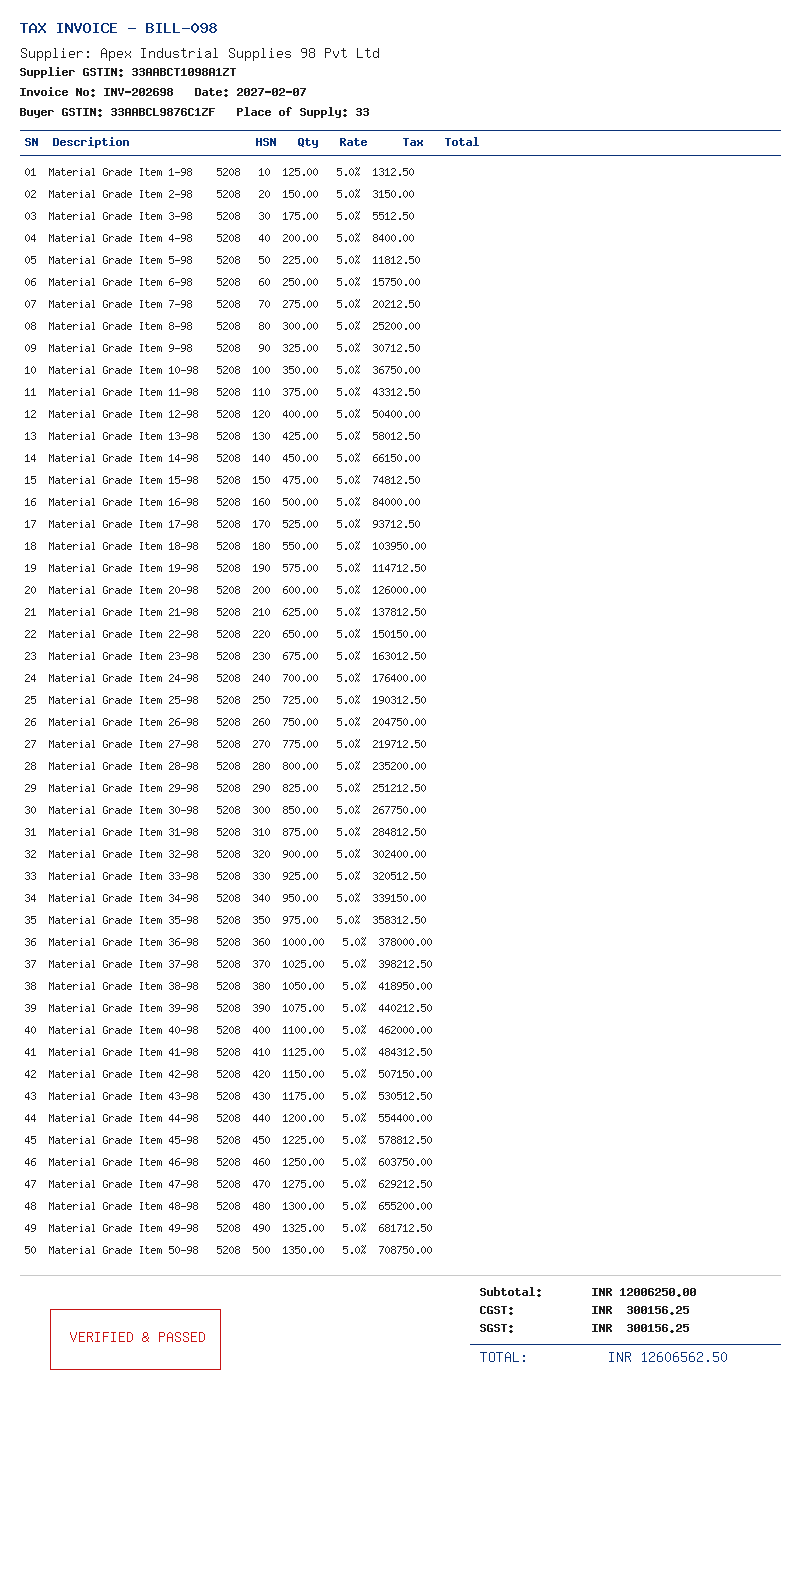 TAX INVOICE - BILL-098
Supplier: Apex Industrial Supplies 98 Pvt Ltd
Supplier GSTIN: 33AABCT1098A1ZT
Invoice No: INV-202698   Date: 2027-02-07
Buyer GSTIN: 33AABCL9876C1ZF   Place of Supply: 33
SN  Description                  HSN   Qty   Rate     Tax   Total
01  Material Grade Item 1-98    5208   10  125.00   5.0%  1312.50
02  Material Grade Item 2-98    5208   20  150.00   5.0%  3150.00
03  Material Grade Item 3-98    5208   30  175.00   5.0%  5512.50
04  Material Grade Item 4-98    5208   40  200.00   5.0%  8400.00
05  Material Grade Item 5-98    5208   50  225.00   5.0%  11812.50
06  Material Grade Item 6-98    5208   60  250.00   5.0%  15750.00
07  Material Grade Item 7-98    5208   70  275.00   5.0%  20212.50
08  Material Grade Item 8-98    5208   80  300.00   5.0%  25200.00
09  Material Grade Item 9-98    5208   90  325.00   5.0%  30712.50
10  Material Grade Item 10-98   5208  100  350.00   5.0%  36750.00
11  Material Grade Item 11-98   5208  110  375.00   5.0%  43312.50
12  Material Grade Item 12-98   5208  120  400.00   5.0%  50400.00
13  Material Grade Item 13-98   5208  130  425.00   5.0%  58012.50
14  Material Grade Item 14-98   5208  140  450.00   5.0%  66150.00
15  Material Grade Item 15-98   5208  150  475.00   5.0%  74812.50
16  Material Grade Item 16-98   5208  160  500.00   5.0%  84000.00
17  Material Grade Item 17-98   5208  170  525.00   5.0%  93712.50
18  Material Grade Item 18-98   5208  180  550.00   5.0%  103950.00
19  Material Grade Item 19-98   5208  190  575.00   5.0%  114712.50
20  Material Grade Item 20-98   5208  200  600.00   5.0%  126000.00
21  Material Grade Item 21-98   5208  210  625.00   5.0%  137812.50
22  Material Grade Item 22-98   5208  220  650.00   5.0%  150150.00
23  Material Grade Item 23-98   5208  230  675.00   5.0%  163012.50
24  Material Grade Item 24-98   5208  240  700.00   5.0%  176400.00
25  Material Grade Item 25-98   5208  250  725.00   5.0%  190312.50
26  Material Grade Item 26-98   5208  260  750.00   5.0%  204750.00
27  Material Grade Item 27-98   5208  270  775.00   5.0%  219712.50
28  Material Grade Item 28-98   5208  280  800.00   5.0%  235200.00
29  Material Grade Item 29-98   5208  290  825.00   5.0%  251212.50
30  Material Grade Item 30-98   5208  300  850.00   5.0%  267750.00
31  Material Grade Item 31-98   5208  310  875.00   5.0%  284812.50
32  Material Grade Item 32-98   5208  320  900.00   5.0%  302400.00
33  Material Grade Item 33-98   5208  330  925.00   5.0%  320512.50
34  Material Grade Item 34-98   5208  340  950.00   5.0%  339150.00
35  Material Grade Item 35-98   5208  350  975.00   5.0%  358312.50
36  Material Grade Item 36-98   5208  360  1000.00   5.0%  378000.00
37  Material Grade Item 37-98   5208  370  1025.00   5.0%  398212.50
38  Material Grade Item 38-98   5208  380  1050.00   5.0%  418950.00
39  Material Grade Item 39-98   5208  390  1075.00   5.0%  440212.50
40  Material Grade Item 40-98   5208  400  1100.00   5.0%  462000.00
41  Material Grade Item 41-98   5208  410  1125.00   5.0%  484312.50
42  Material Grade Item 42-98   5208  420  1150.00   5.0%  507150.00
43  Material Grade Item 43-98   5208  430  1175.00   5.0%  530512.50
44  Material Grade Item 44-98   5208  440  1200.00   5.0%  554400.00
45  Material Grade Item 45-98   5208  450  1225.00   5.0%  578812.50
46  Material Grade Item 46-98   5208  460  1250.00   5.0%  603750.00
47  Material Grade Item 47-98   5208  470  1275.00   5.0%  629212.50
48  Material Grade Item 48-98   5208  480  1300.00   5.0%  655200.00
49  Material Grade Item 49-98   5208  490  1325.00   5.0%  681712.50
50  Material Grade Item 50-98   5208  500  1350.00   5.0%  708750.00
Subtotal:       INR 12006250.00
CGST:           INR  300156.25
SGST:           INR  300156.25
VERIFIED & PASSED
TOTAL:          INR 12606562.50